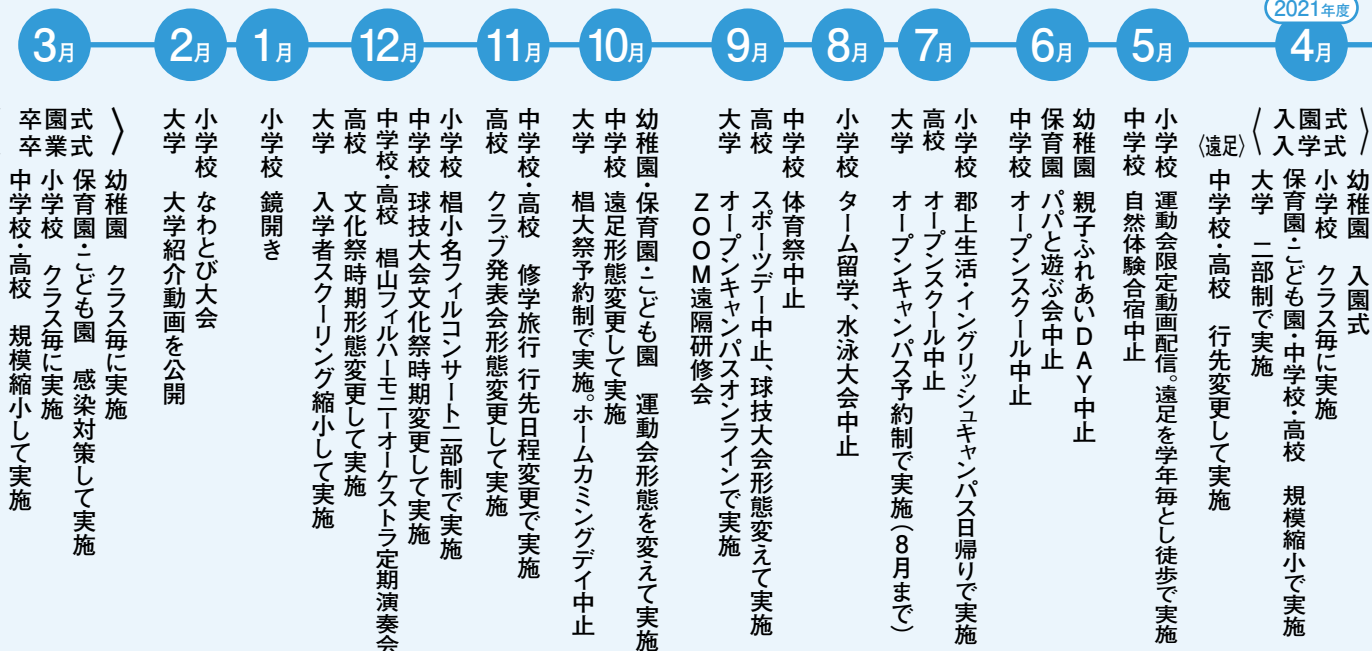 2021年度
4月
〈入園式 入学式〉
幼稚園 入園式
小学校 クラス毎に実施
保育園・こども園・中学校・高校 規模縮小で実施
大学 二部制で実施
〈遠足〉
中学校・高校 行先変更して実施
5月
小学校 運動会限定動画配信。遠足を学年毎とし徒歩で実施
中学校 自然体験合宿中止
6月
幼稚園 親子ふれあいDAY中止
保育園 パパと遊ぶ会中止
中学校 オープンスクール中止
7月
小学校 郡上生活・イングリッシュキャンパス日帰りで実施
高校 オープンスクール中止
大学 オープンキャンパス予約制で実施(8月まで)
8月
小学校 ターム留学、水泳大会中止
9月
中学校 体育祭中止
高校 スポーツデー中止、球技大会形態変えて実施
大学 オープンキャンパスオンラインで実施
ZOOM遠隔研修会
10月
幼稚園・保育園・こども園 運動会形態を変えて実施
中学校 遠足形態変更して実施
大学 椙大祭予約制で実施。ホームカミングデイ中止
11月
中学校・高校 修学旅行 行先日程変更で実施
高校 クラブ発表会形態変更して実施
12月
小学校 椙小名フィルコンサート二部制で実施
中学校 球技大会文化祭時期変更して実施
中学校・高校 椙山フィルハーモニーオーケストラ定期演奏会
高校 文化祭時期形態変更して実施
大学 入学者スクーリング縮小して実施
1月
小学校 鏡開き
2月
小学校 なわとび大会
大学 大学紹介動画を公開
3月
〈卒園式 卒業式〉
幼稚園 クラス毎に実施
保育園・こども園 感染対策して実施
小学校 クラス毎に実施
中学校・高校 規模縮小して実施